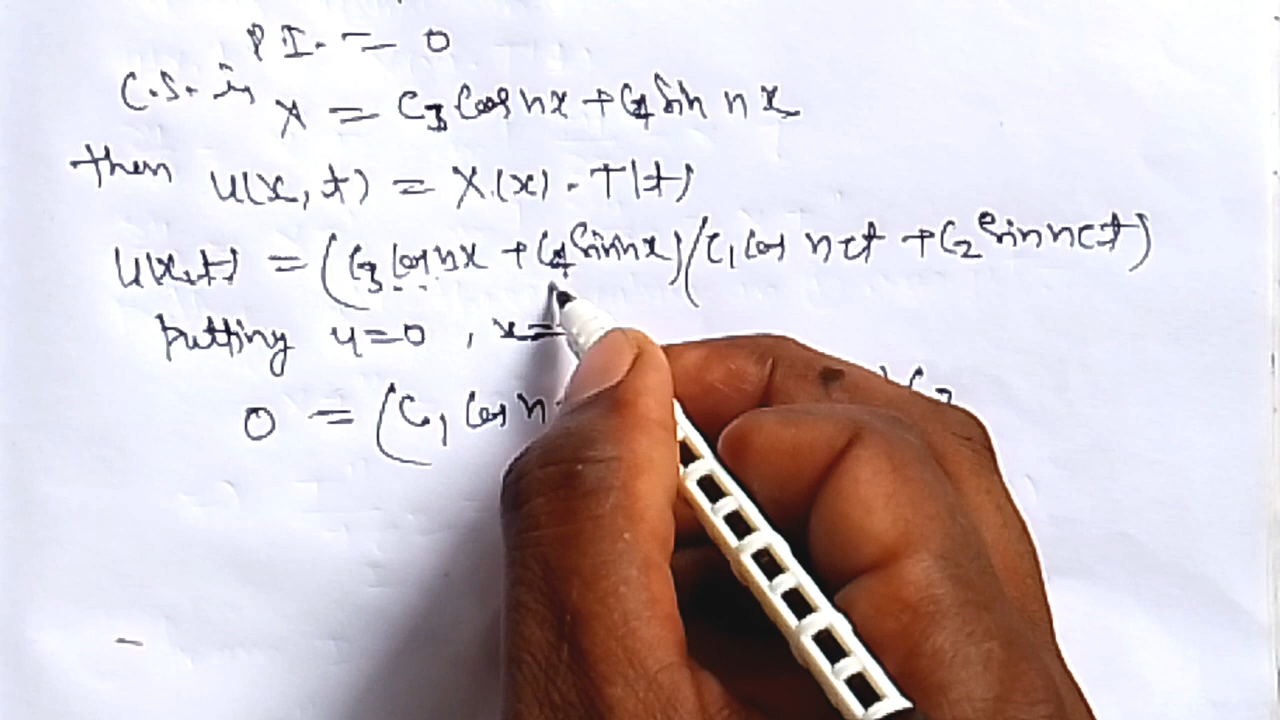 P.I. = 0
C.S. is X = C3 Cos nx + C4 Sin nx
then u(x, t) = X(x) . T(t)
u(x,t) = (C3 Cos nx + C4 Sin nx) (C1 Cos nct + C2 Sin nct)
Putting u=0 , x=
0 = (C1 Cos n